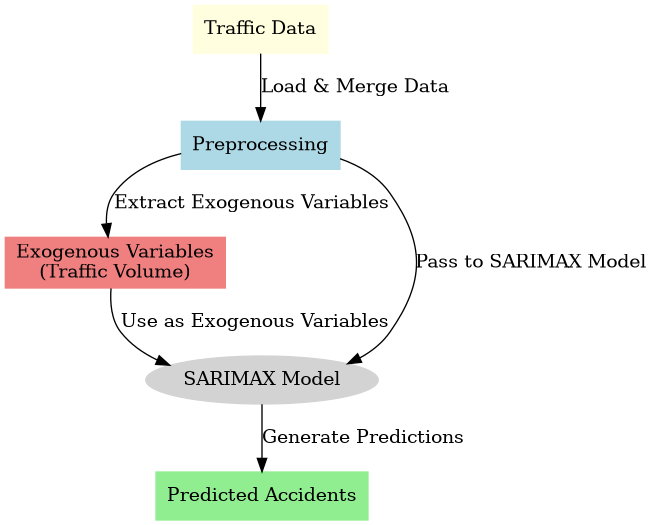 Traffic Data
Load & Merge Data
Preprocessing
Extract Exogenous Variables
Exogenous Variables
(Traffic Volume)
Pass to SARIMAX Model
Use as Exogenous Variables
SARIMAX Model
Generate Predictions
Predicted Accidents